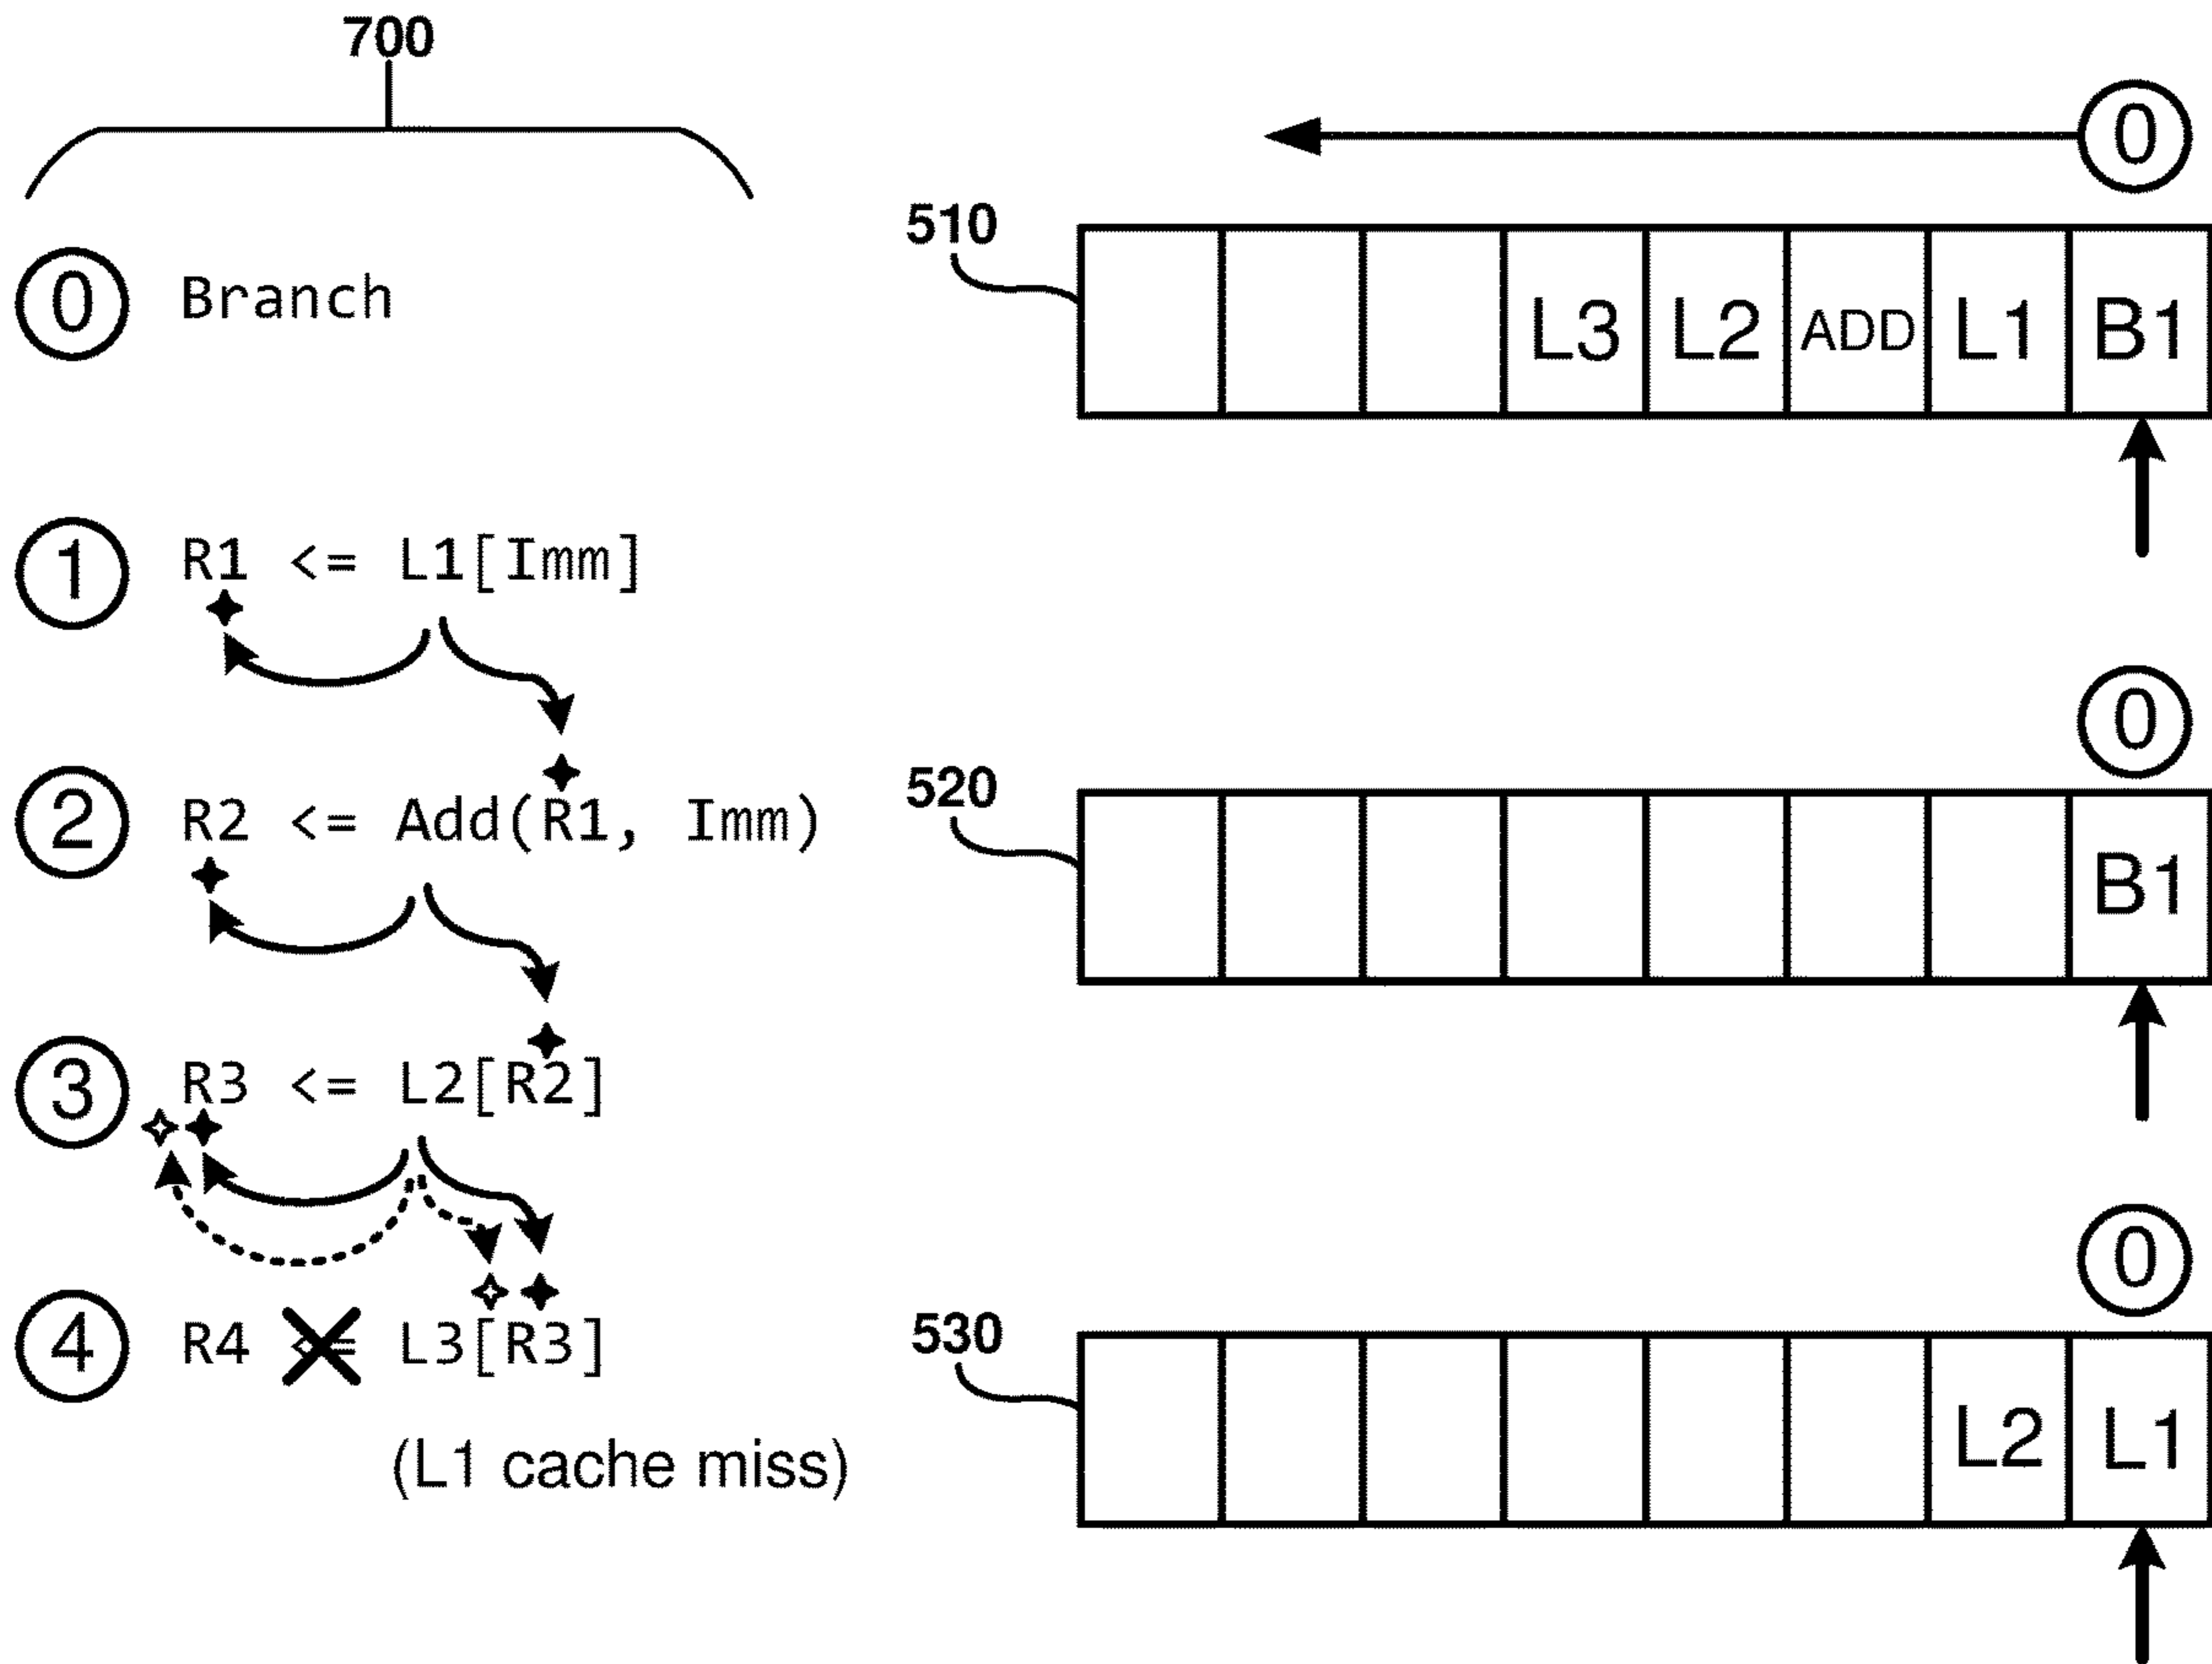 700
0 Branch
1 R1 <= L1[Imm]
2 R2 <= Add(R1, Imm)
3 R3 <= L2[R2]
4 R4 <= L3[R3]
(L1 cache miss)
0
510
L3 L2 ADD L1 B1
0
520
B1
0
530
L2 L1